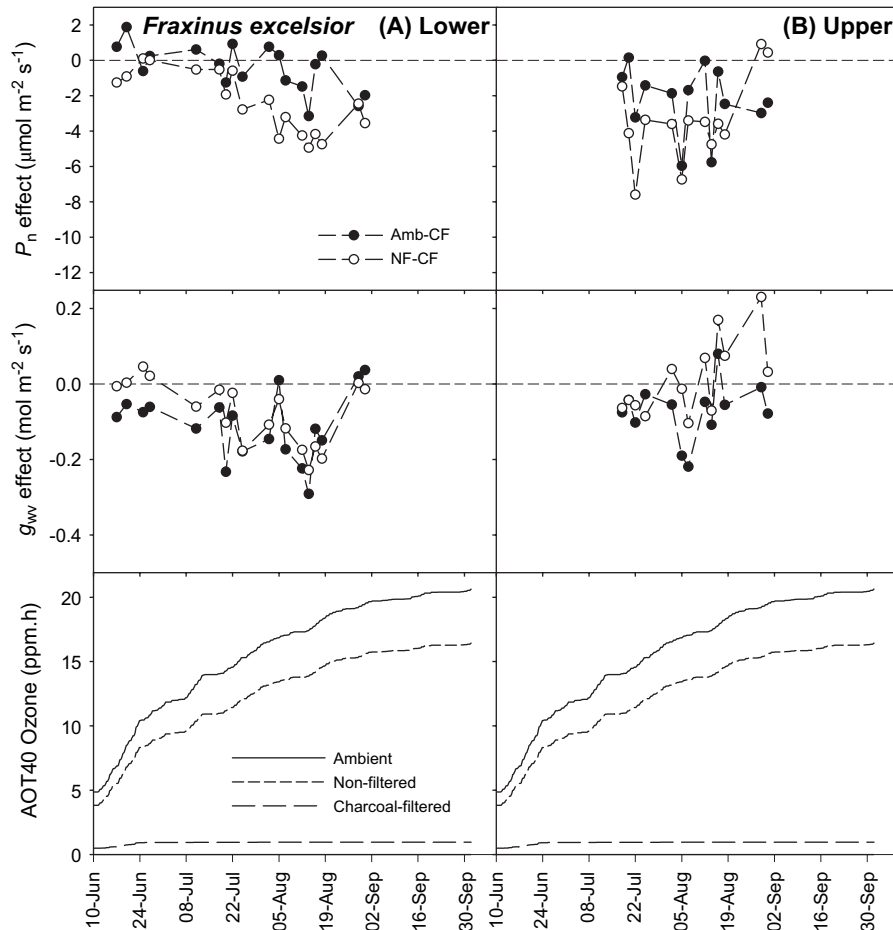 Fraxinus excelsior
(A) Lower
(B) Upper
Pn effect (μmol m⁻² s⁻¹)
2
0
-2
-4
-6
-8
-10
-12
Amb-CF
NF-CF
gwv effect (mol m⁻² s⁻¹)
0.2
0.0
-0.2
-0.4
AOT40 Ozone (ppm.h)
20
15
10
5
0
Ambient
Non-filtered
Charcoal-filtered
10-Jun
24-Jun
08-Jul
22-Jul
05-Aug
19-Aug
02-Sep
16-Sep
30-Sep
10-Jun
24-Jun
08-Jul
22-Jul
05-Aug
19-Aug
02-Sep
16-Sep
30-Sep